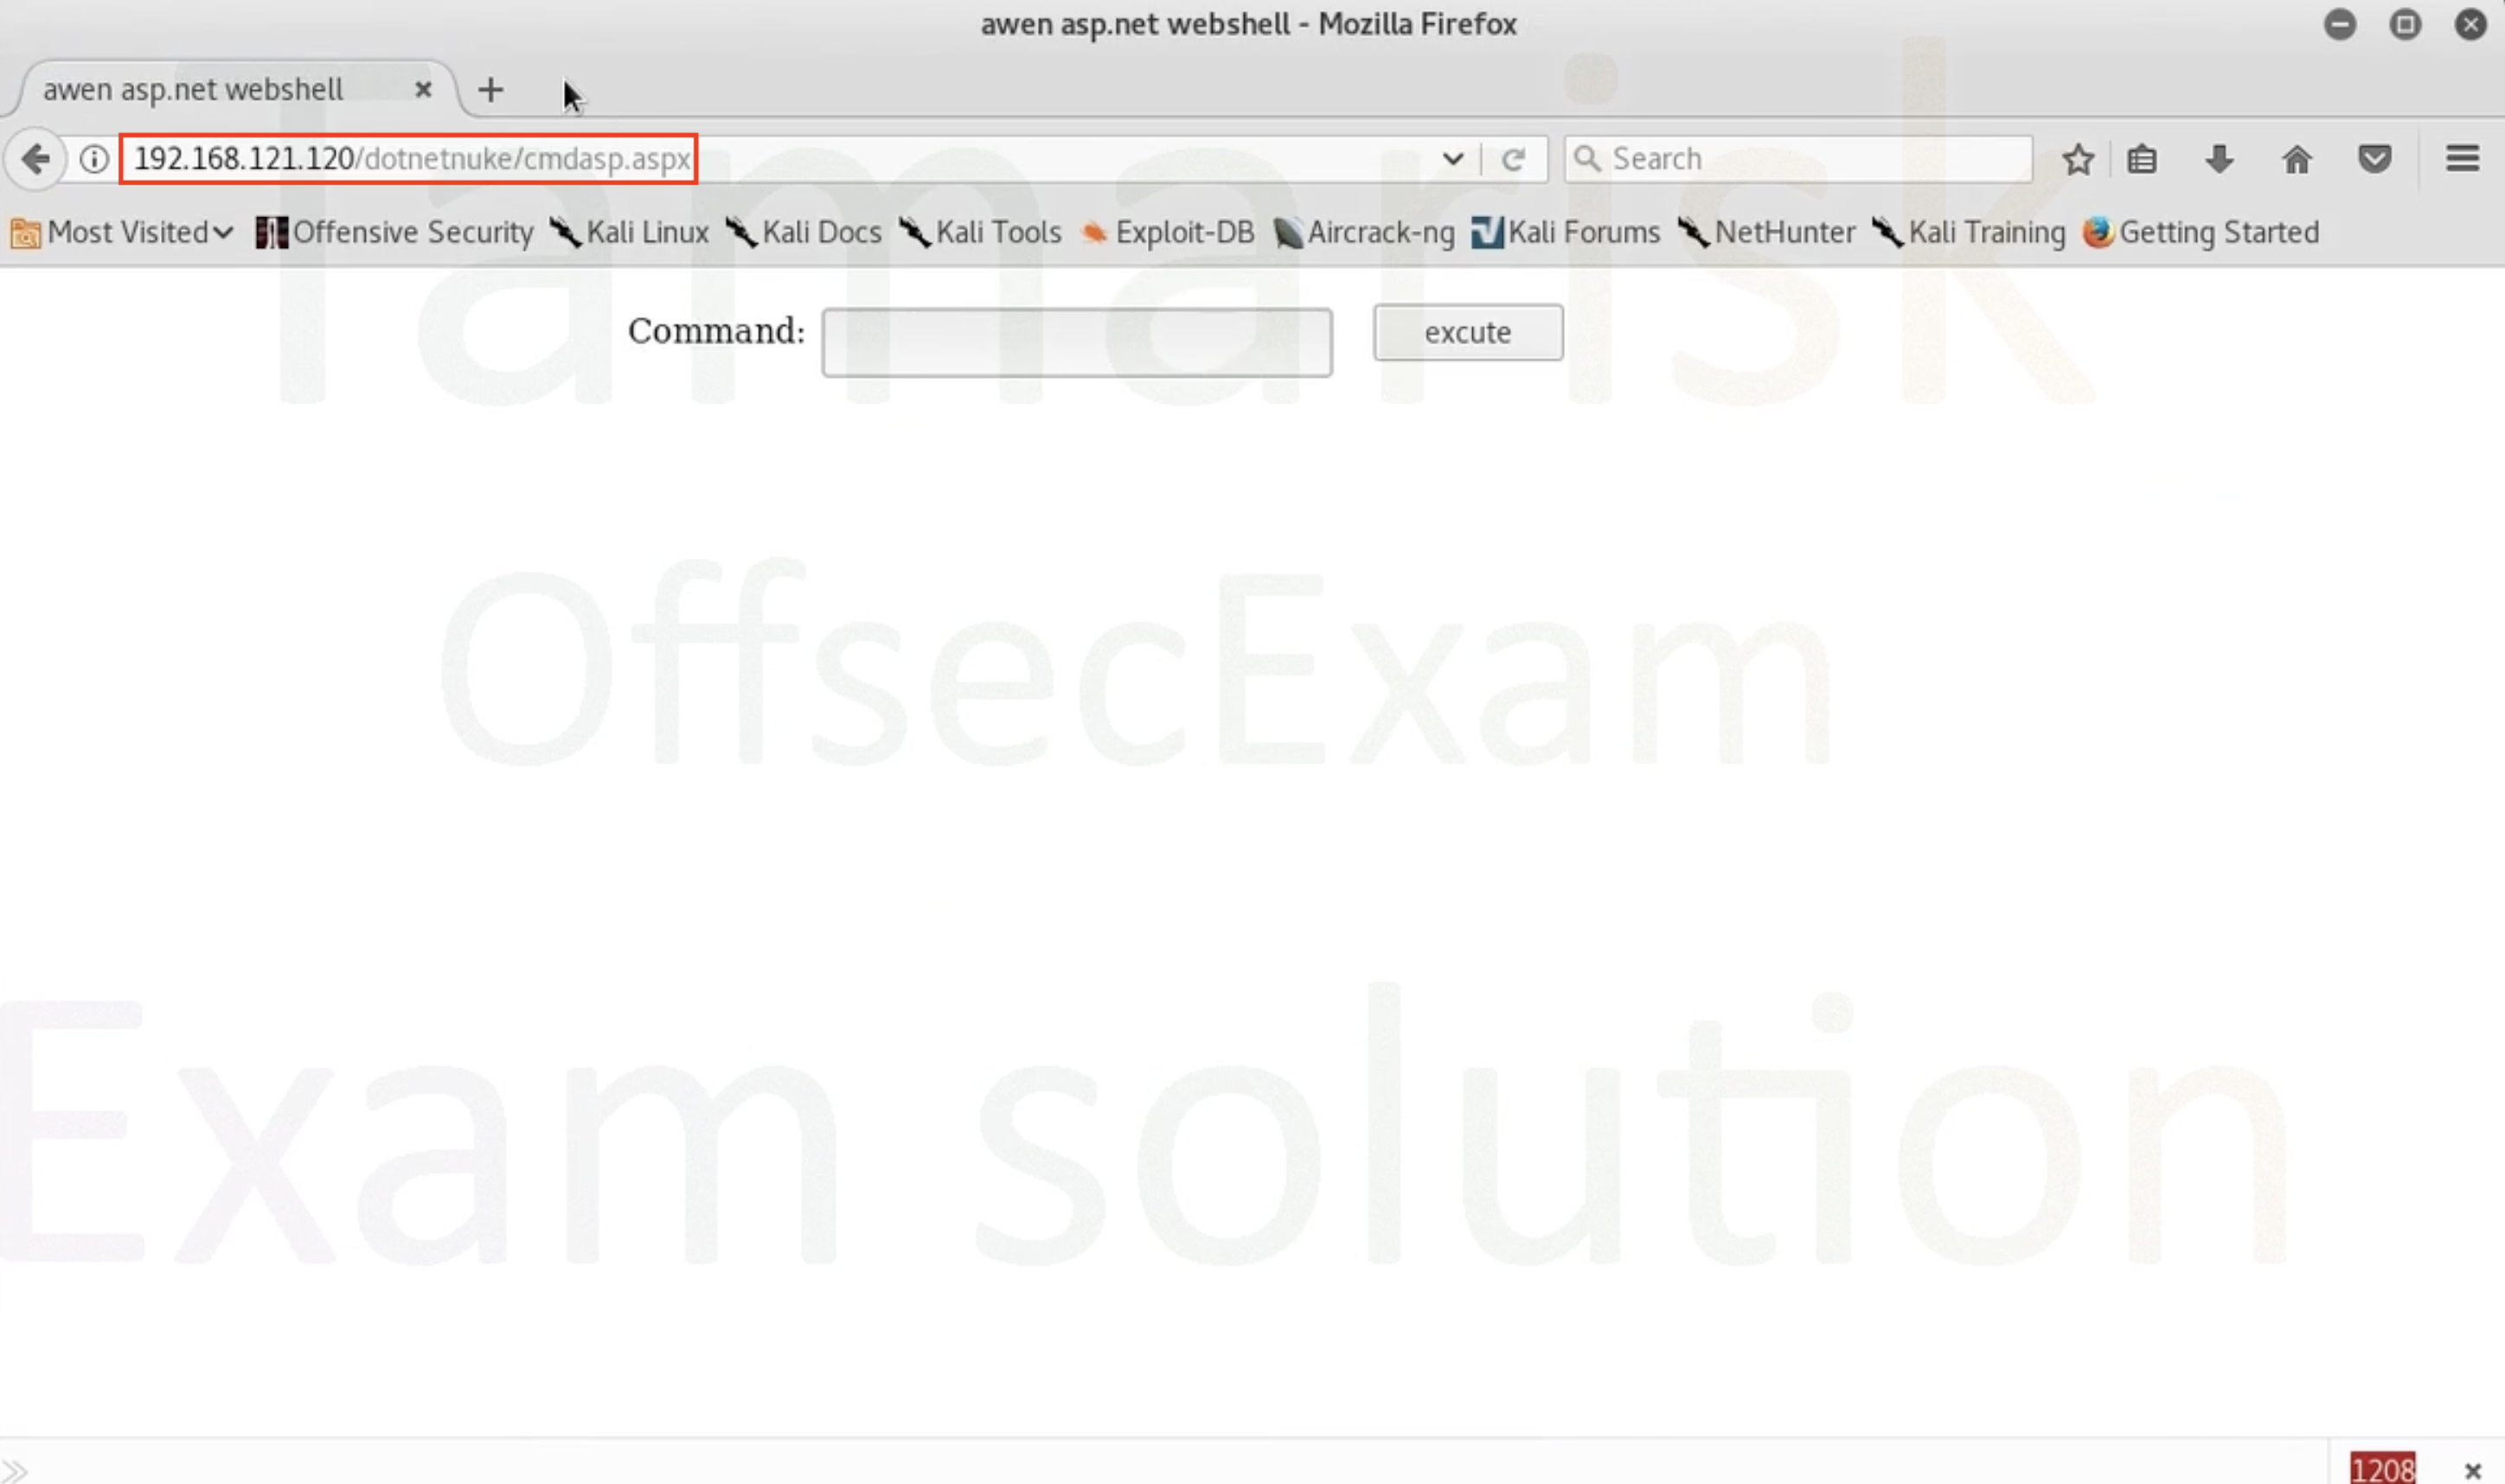 awen asp.net webshell - Mozilla Firefox
awen asp.net webshell
192.168.121.120/dotnetnuke/cmdasp.aspx
Search
Most Visited Offensive Security Kali Linux Kali Docs Kali Tools Exploit-DB Aircrack-ng Kali Forums NetHunter Kali Training Getting Started
Tamarisk
Command: excute
OffsecExam
Exam solution
1208